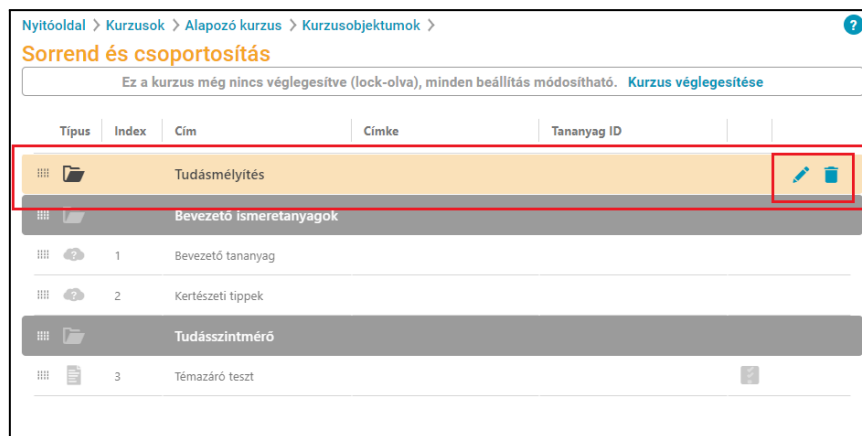 Nyitóoldal > Kurzusok > Alapozó kurzus > Kurzusobjektumok >
?
Sorrend és csoportosítás
Ez a kurzus még nincs véglegesítve (lock-olva), minden beállítás módosítható. Kurzus véglegesítése
Típus Index Cím Címke Tananyag ID
Tudásmélyítés
Bevezető ismeretanyagok
1 Bevezető tananyag
2 Kertészeti tippek
Tudásszintmérő
3 Témazáró teszt